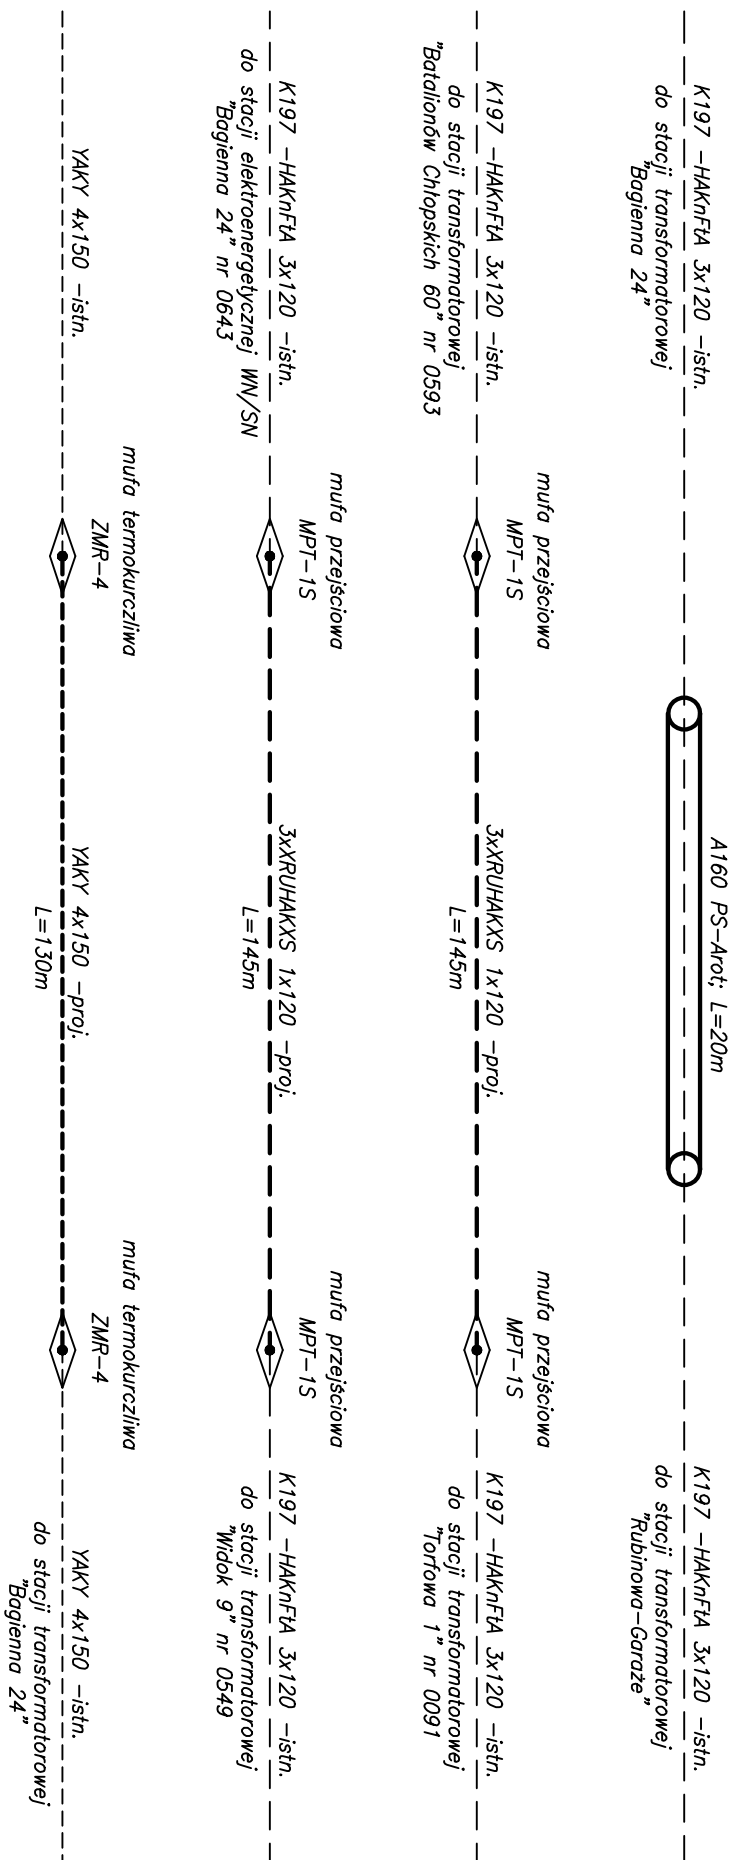 K197 -HAKnFtA 3x120 -istn.
do stacji transformatorowej
"Bagienna 24"
A160 PS-Arot; L=20m
K197 -HAKnFtA 3x120 -istn.
do stacji transformatorowej
"Rubinowa-Garaże"
K197 -HAKnFtA 3x120 -istn.
do stacji transformatorowej
"Batalionów Chłopskich 60" nr 0593
mufa przejściowa
MPT-1S
3xXRUHAKXS 1x120 -proj.
L=145m
mufa przejściowa
MPT-1S
K197 -HAKnFtA 3x120 -istn.
do stacji transformatorowej
"Torfowa 1" nr 0091
K197 -HAKnFtA 3x120 -istn.
do stacji elektroenergetycznej WN/SN
"Bagienna 24" nr 0643
mufa przejściowa
MPT-1S
3xXRUHAKXS 1x120 -proj.
L=145m
mufa przejściowa
MPT-1S
K197 -HAKnFtA 3x120 -istn.
do stacji transformatorowej
"Widok 9" nr 0549
YAKY 4x150 -istn.
mufa termokurczliwa
ZMR-4
YAKY 4x150 -proj.
L=130m
mufa termokurczliwa
ZMR-4
YAKY 4x150 -istn.
do stacji transformatorowej
"Bagienna 24"